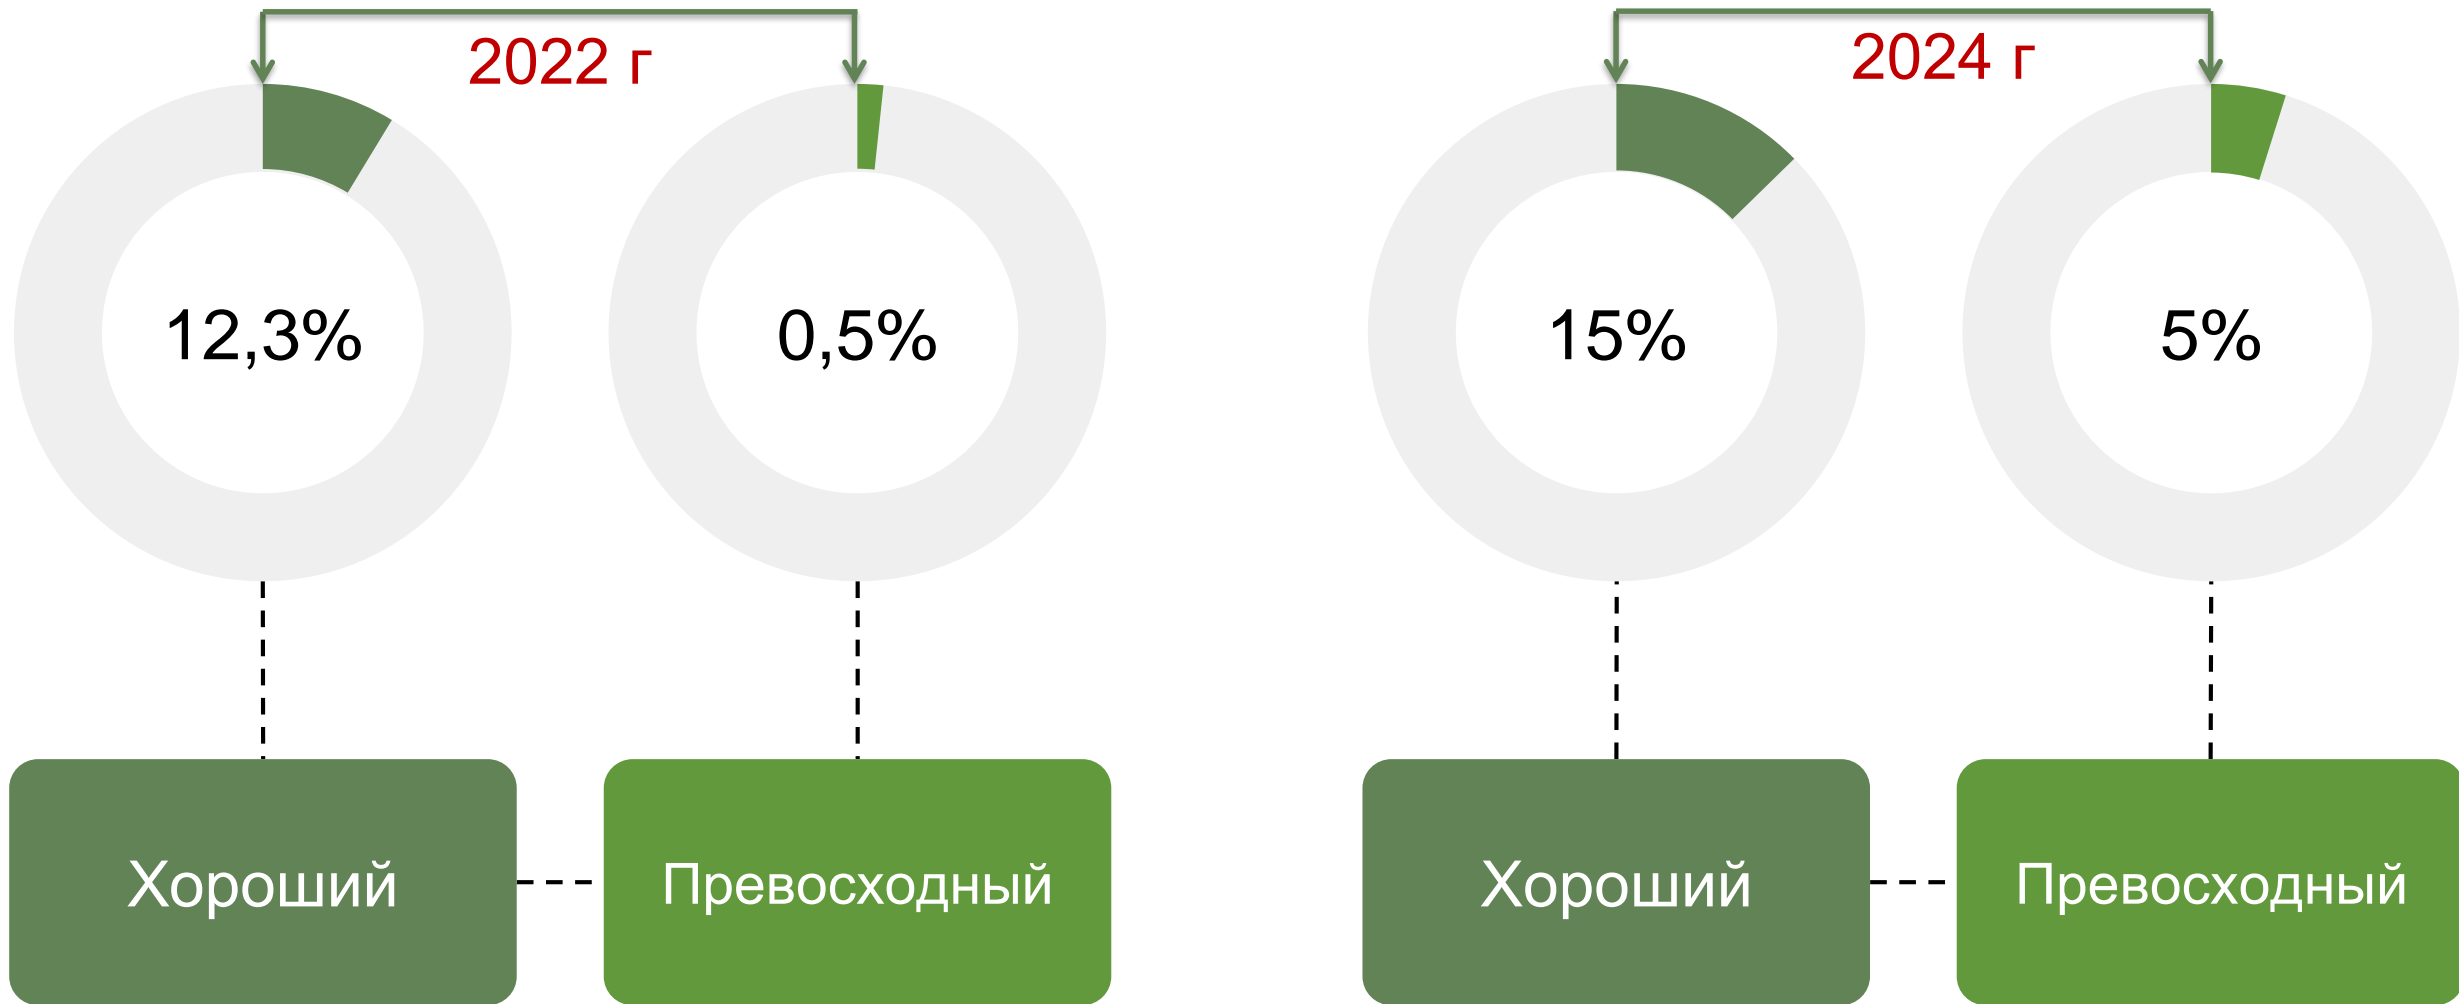 2022 г
2024 г
12,3%
0,5%
15%
5%
Хороший
Превосходный
Хороший
Превосходный